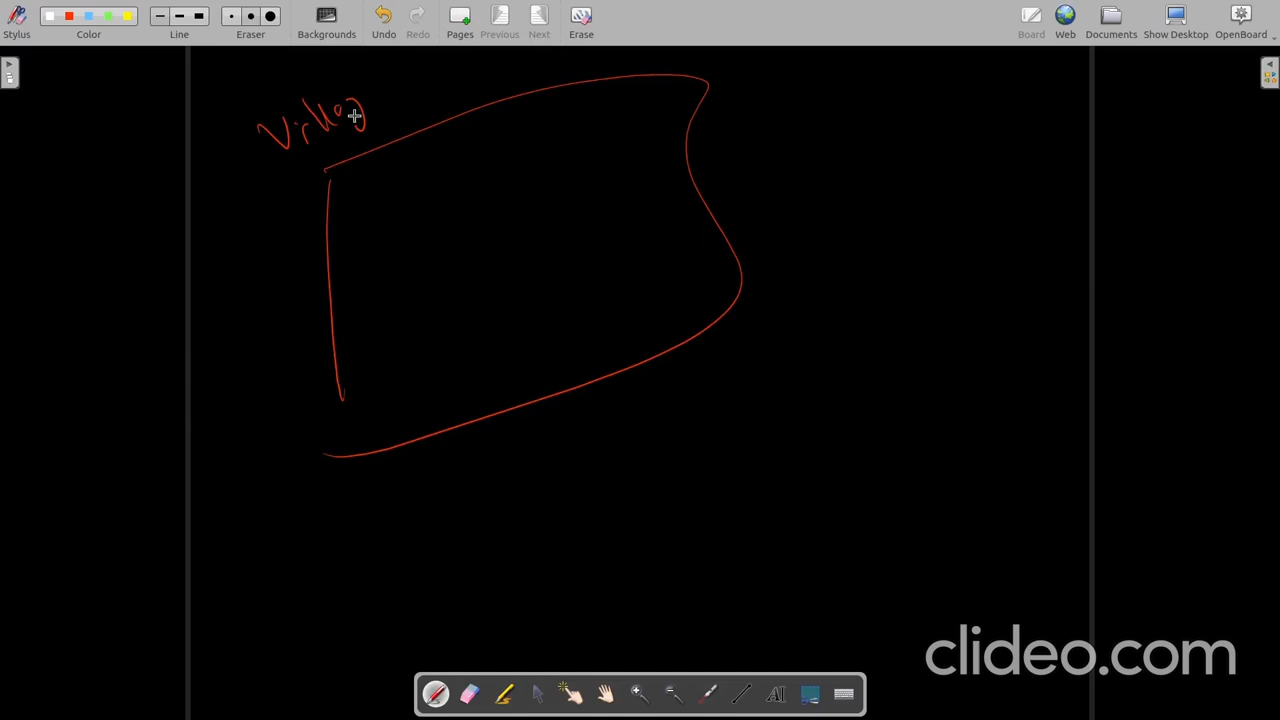 Stylus
Color
Line
Eraser
Backgrounds
Undo
Redo
Pages
Previous
Next
Erase
Board
Web
Documents
Show Desktop
OpenBoard
AI
clideo.com